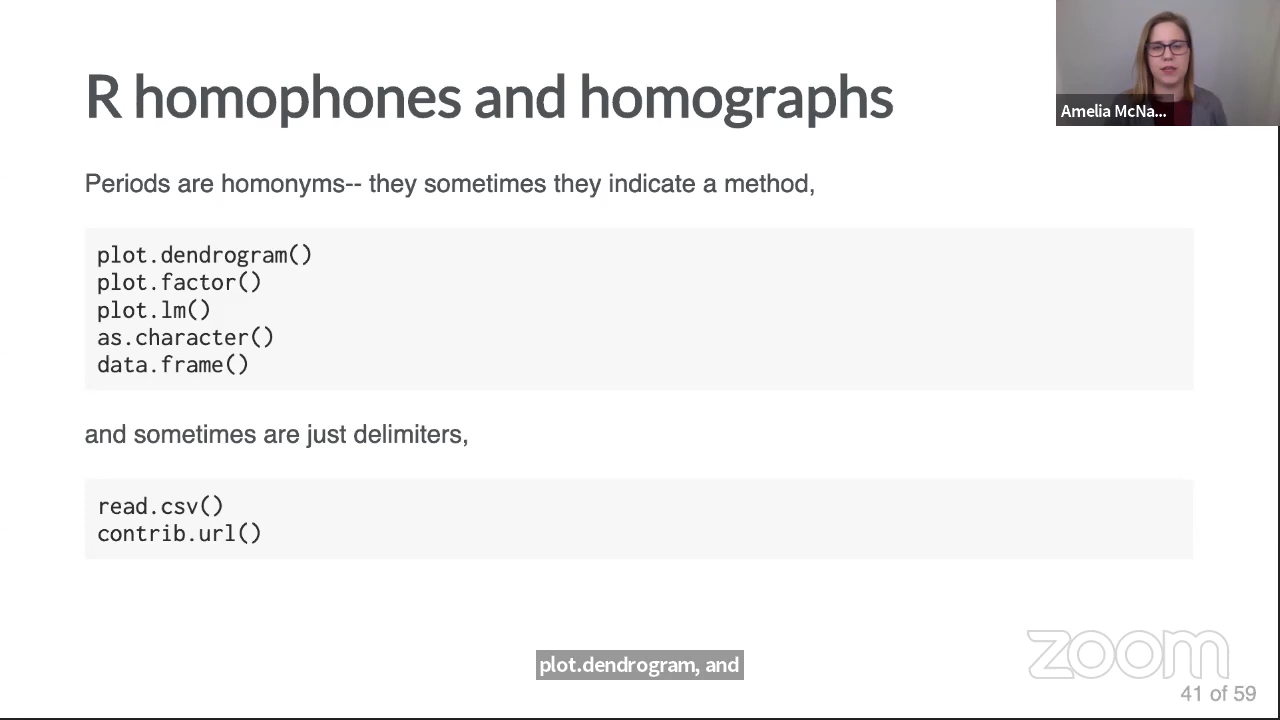 R homophones and homographs
Amelia McNa...
Periods are homonyms-- they sometimes they indicate a method,
plot.dendrogram()
plot.factor()
plot.lm()
as.character()
data.frame()
and sometimes are just delimiters,
read.csv()
contrib.url()
plot.dendrogram, and
zoom
41 of 59